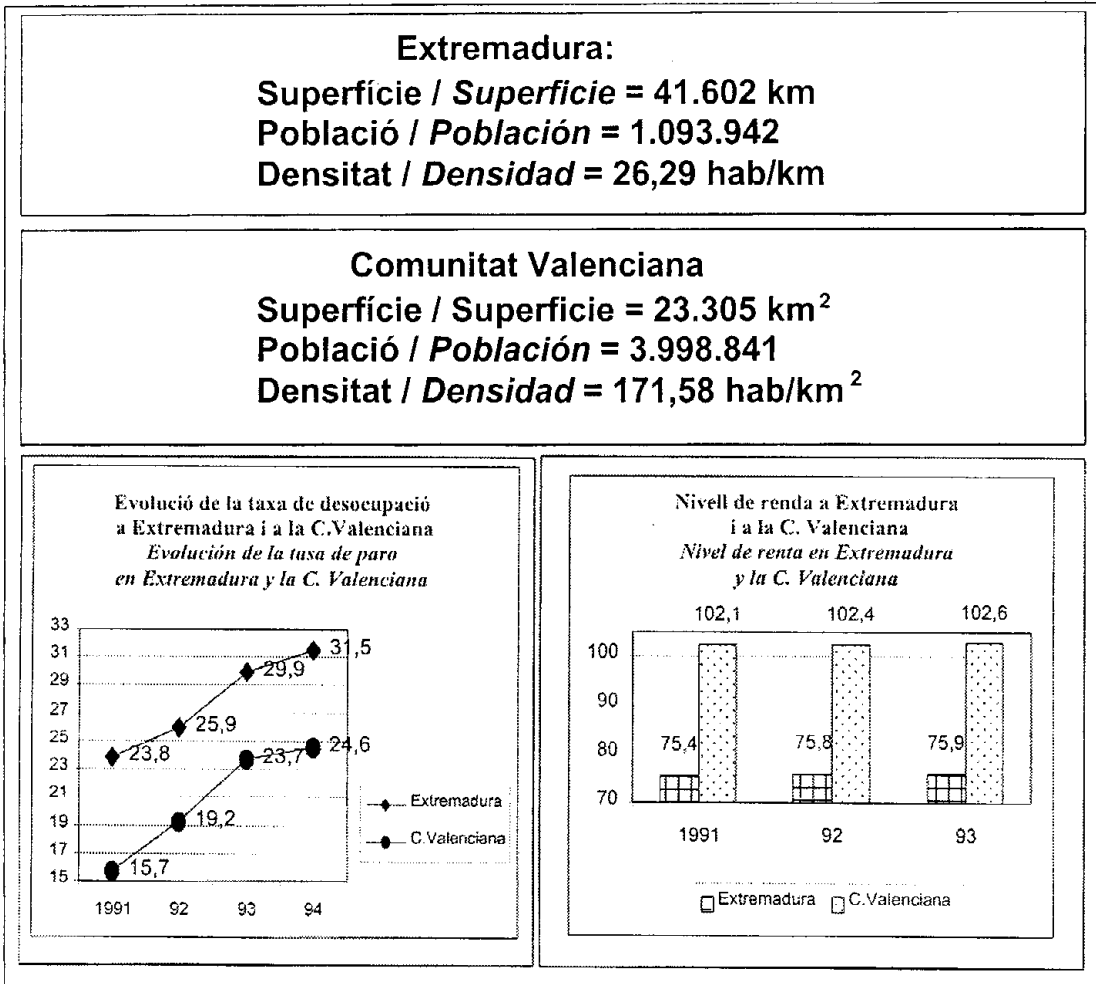 Extremadura:
Superfície / Superficie = 41.602 km
Població / Población = 1.093.942
Densitat / Densidad = 26,29 hab/km
Comunitat Valenciana
Superfície / Superficie = 23.305 km²
Població / Población = 3.998.841
Densitat / Densidad = 171,58 hab/km²
Evolució de la taxa de desocupació
a Extremadura i a la C.Valenciana
Evolución de la tasa de paro
en Extremadura y la C. Valenciana
33
31
29
27
25
23
21
19
17
15
31,5
29,9
25,9
23,8
24,6
23,7
19,2
15,7
1991 92 93 94
Extremadura
C.Valenciana
Nivell de renda a Extremadura
i a la C. Valenciana
Nivel de renta en Extremadura
y la C. Valenciana
102,1 102,4 102,6
100
90
80
70
75,4 75,8 75,9
1991 92 93
Extremadura C.Valenciana